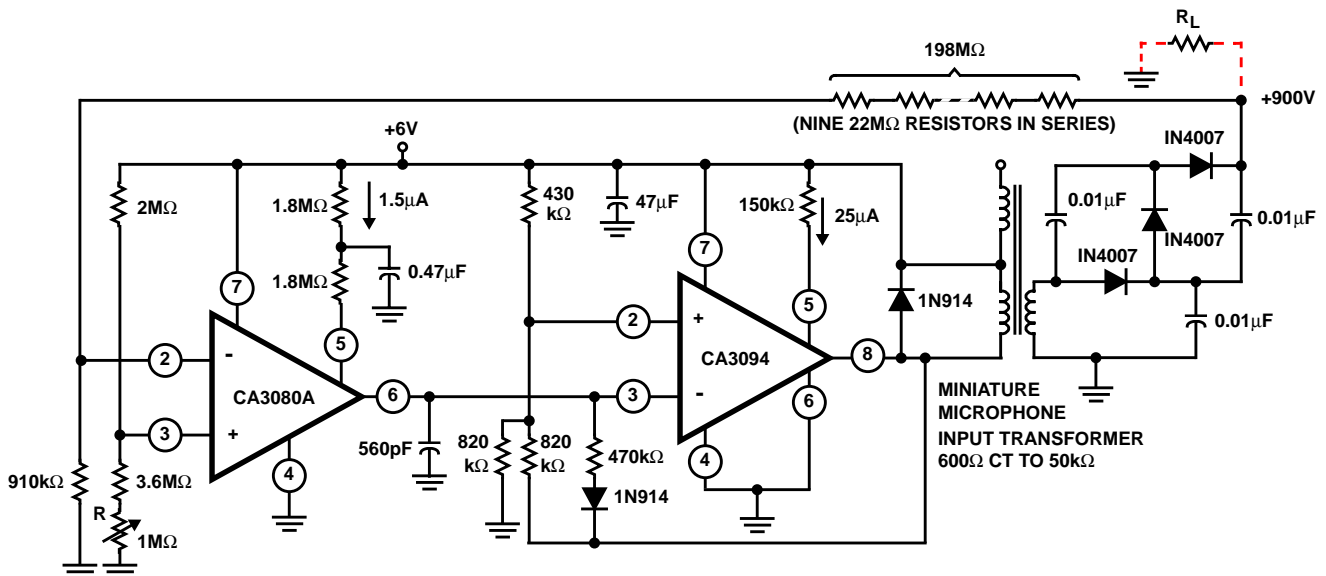 R
L
198MΩ
+900V
(NINE 22MΩ RESISTORS IN SERIES)
+6V
IN4007
2MΩ
1.8MΩ
1.5μA
430
kΩ
47μF
150kΩ
25μA
0.01μF
0.01μF
IN4007
7
7
IN4007
1.8MΩ
0.47μF
1N914
5
5
0.01μF
2
-
2
+
CA3094
8
CA3080A
6
3
-
6
MINIATURE
MICROPHONE
INPUT TRANSFORMER
600Ω CT TO 50kΩ
3
+
560pF
820
kΩ
820
kΩ
470kΩ
4
4
910kΩ
3.6MΩ
1N914
R
1MΩ